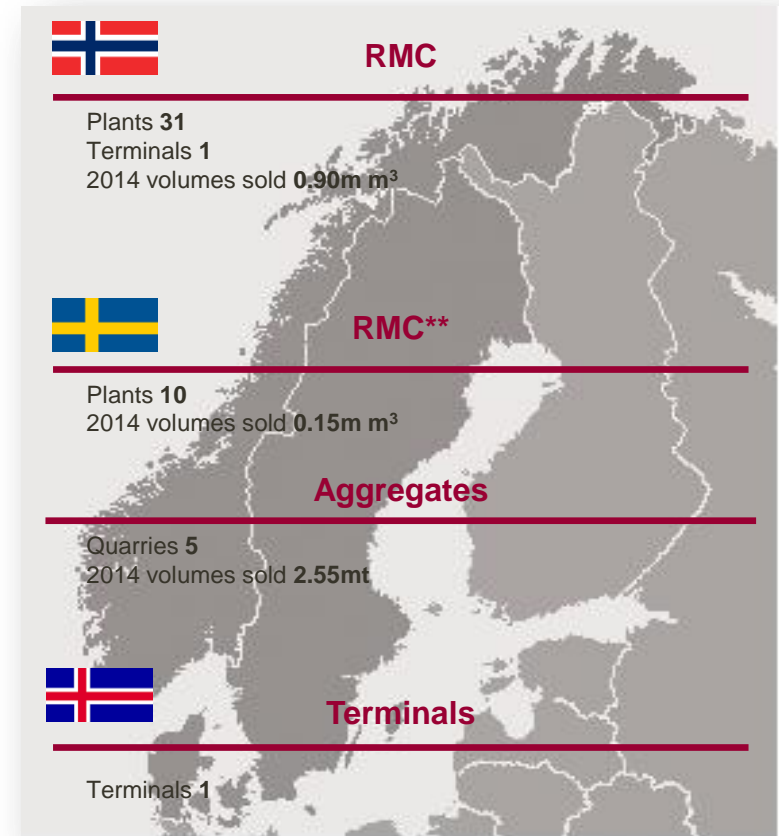 RMC
Plants 31
Terminals 1
2014 volumes sold 0.90m m³
RMC**
Plants 10
2014 volumes sold 0.15m m³
Aggregates
Quarries 5
2014 volumes sold 2.55mt
Terminals
Terminals 1